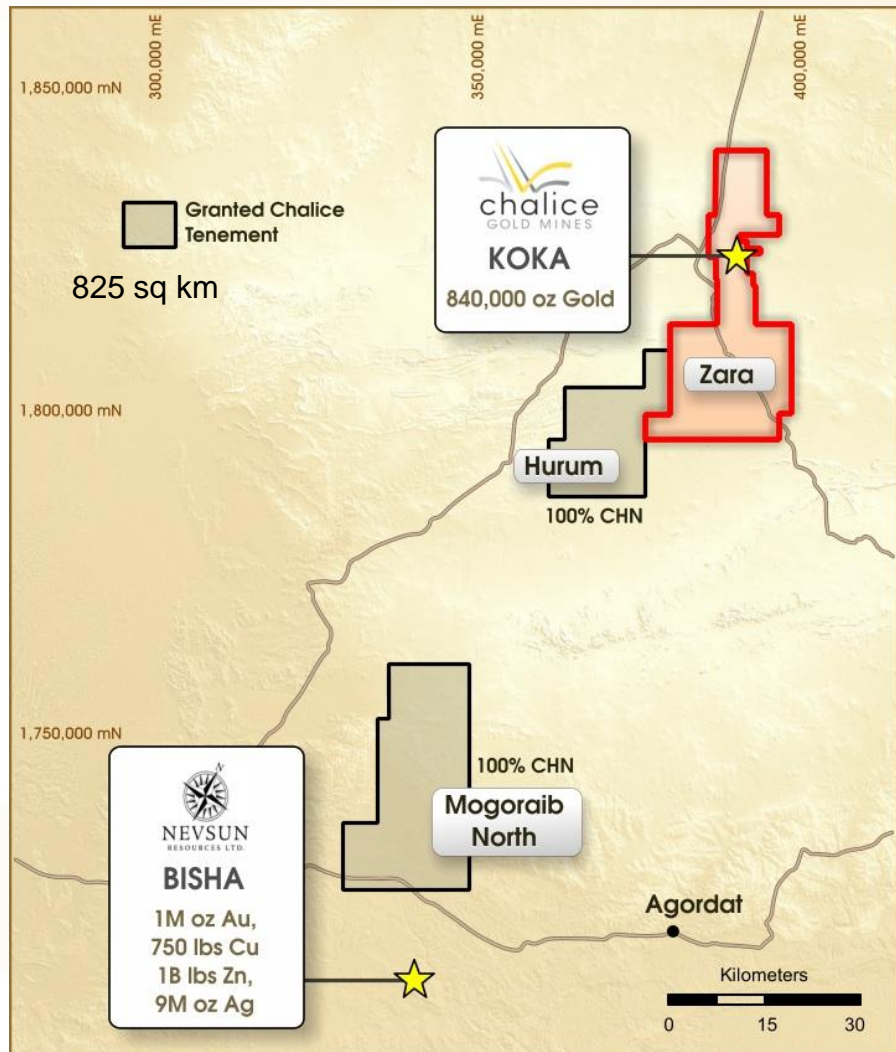 300,000 mE
350,000 mE
400,000 mE
1,850,000 mN
Granted Chalice
Tenement
825 sq km
chalice
GOLD MINES
KOKA
840,000 oz Gold
Zara
1,800,000 mN
Hurum
100% CHN
1,750,000 mN
100% CHN
Mogoraib
North
N
NEVSUN
RESOURCES LTD.
BISHA
1M oz Au,
750 lbs Cu
1B lbs Zn,
9M oz Ag
Agordat
Kilometers
0 15 30